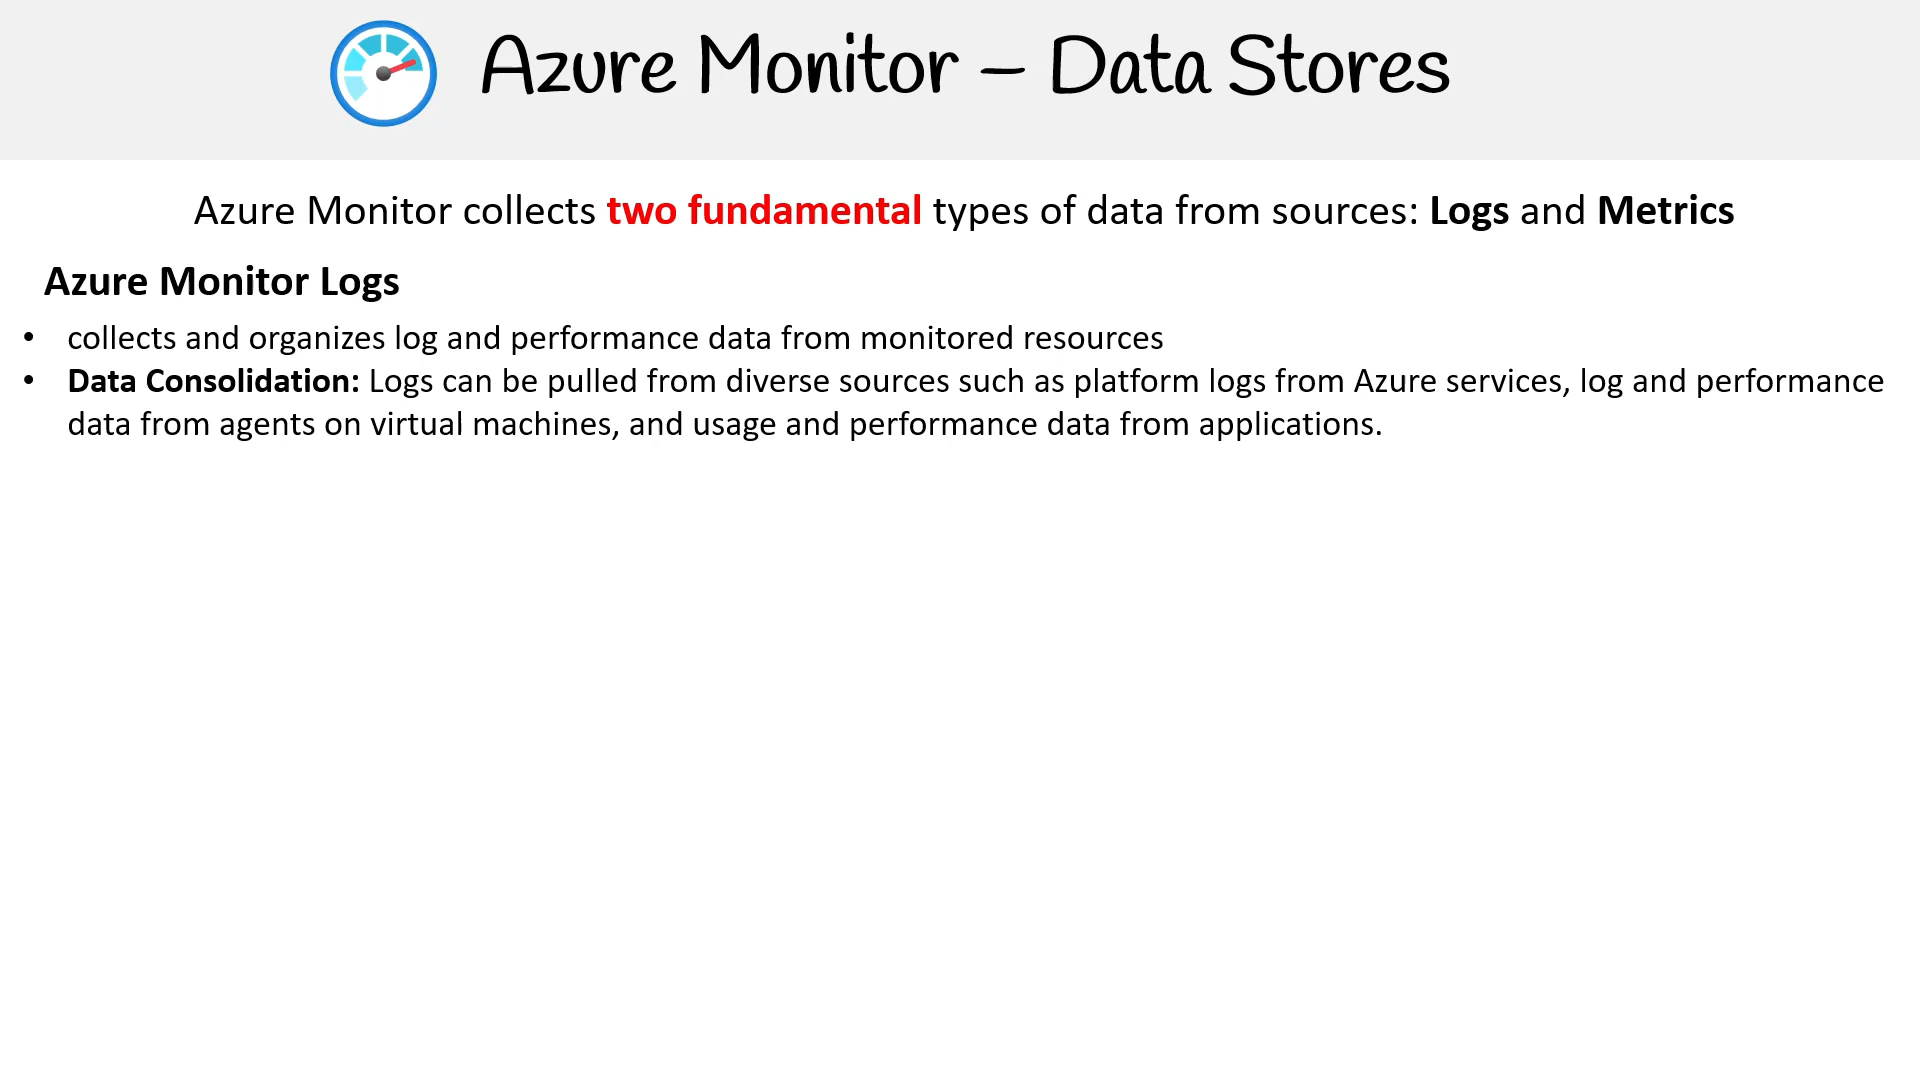 Azure Monitor – Data Stores
Azure Monitor collects two fundamental types of data from sources: Logs and Metrics
Azure Monitor Logs
• collects and organizes log and performance data from monitored resources
• Data Consolidation: Logs can be pulled from diverse sources such as platform logs from Azure services, log and performance
data from agents on virtual machines, and usage and performance data from applications.